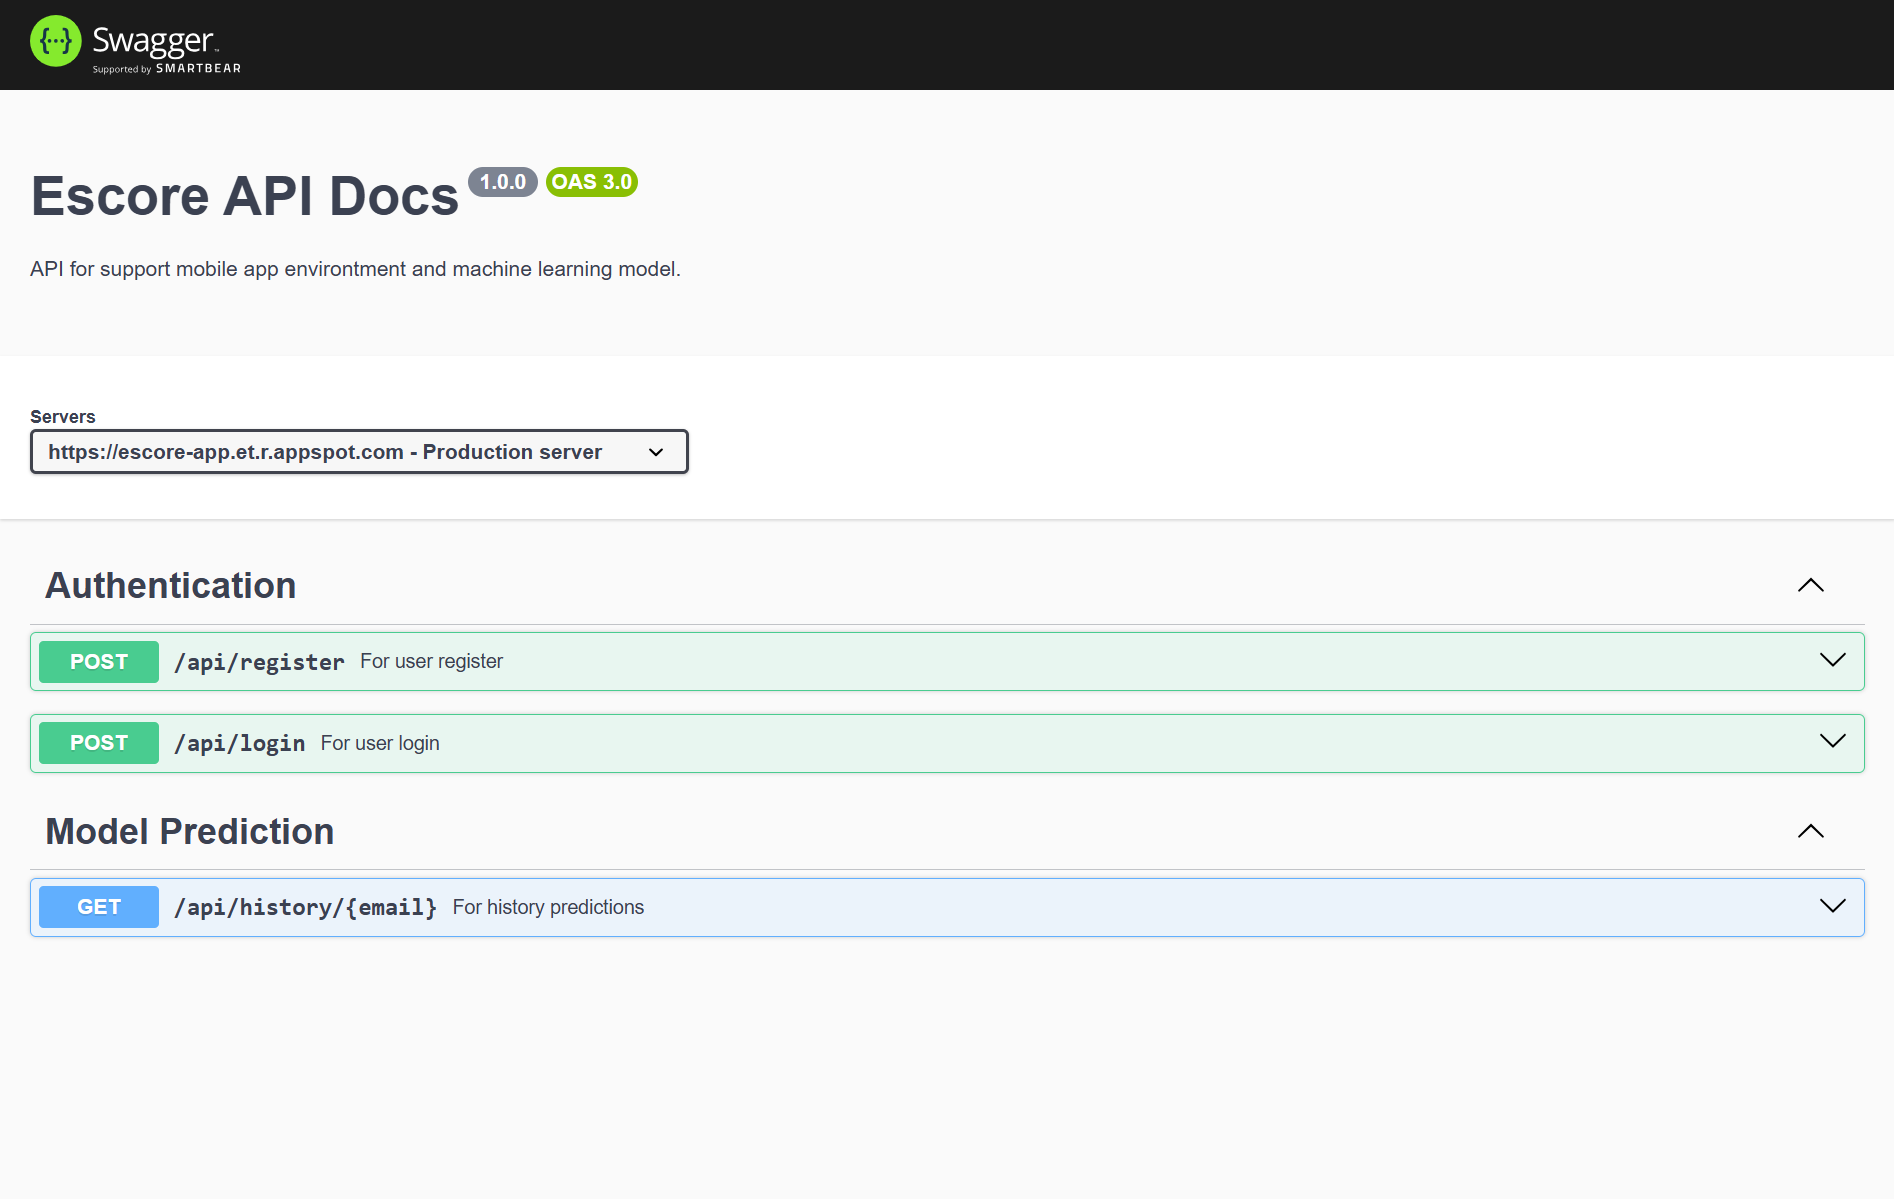 {···} Swagger™
Supported by SMARTBEAR
Escore API Docs 1.0.0 OAS 3.0
API for support mobile app environtment and machine learning model.
Servers
https://escore-app.et.r.appspot.com - Production server
Authentication
POST /api/register For user register
POST /api/login For user login
Model Prediction
GET /api/history/{email} For history predictions